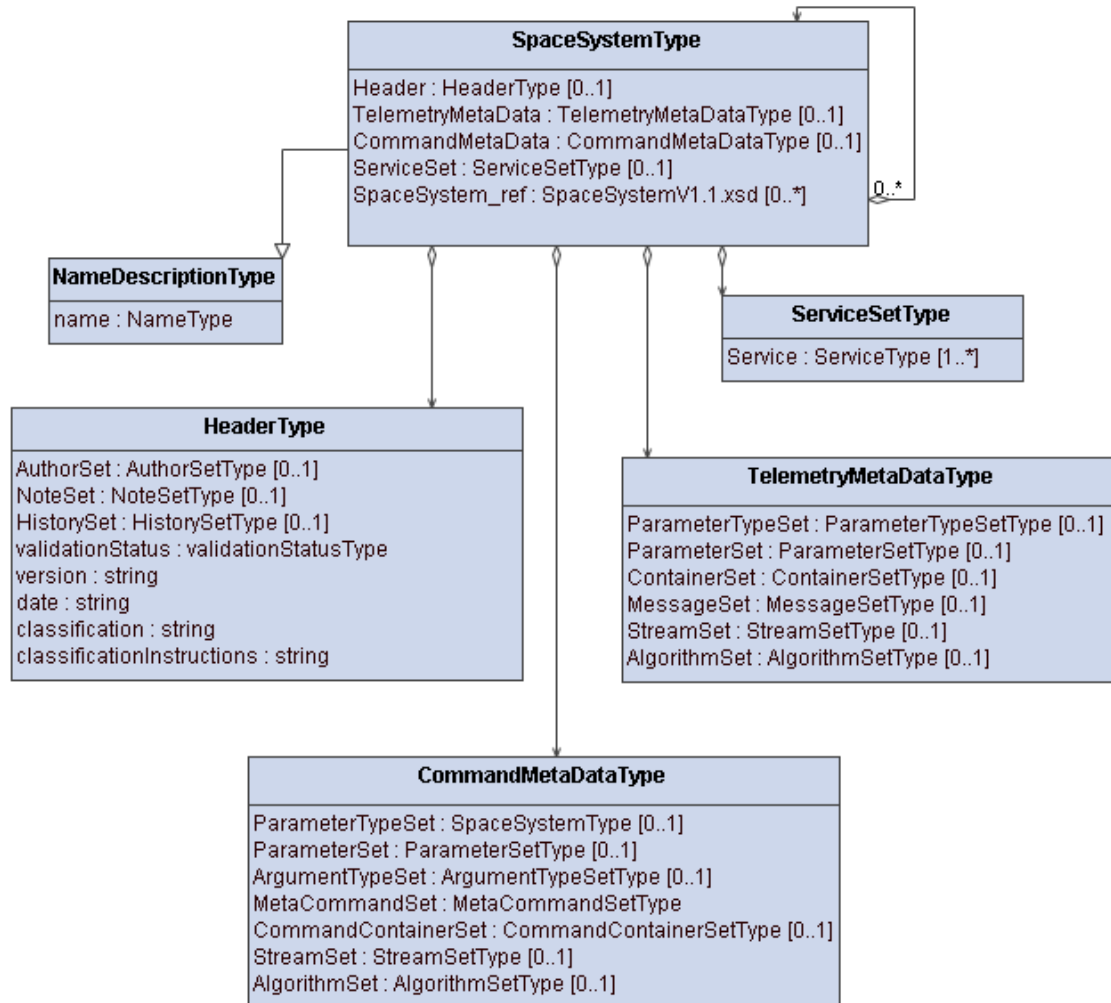 SpaceSystemType
Header : HeaderType [0..1]
TelemetryMetaData : TelemetryMetaDataType [0..1]
CommandMetaData : CommandMetaDataType [0..1]
ServiceSet : ServiceSetType [0..1]
SpaceSystem_ref : SpaceSystemV1.1.xsd [0..*]
0..*
NameDescriptionType
name : NameType
ServiceSetType
Service : ServiceType [1..*]
HeaderType
AuthorSet : AuthorSetType [0..1]
NoteSet : NoteSetType [0..1]
HistorySet : HistorySetType [0..1]
validationStatus : validationStatusType
version : string
date : string
classification : string
classificationInstructions : string
TelemetryMetaDataType
ParameterTypeSet : ParameterTypeSetType [0..1]
ParameterSet : ParameterSetType [0..1]
ContainerSet : ContainerSetType [0..1]
MessageSet : MessageSetType [0..1]
StreamSet : StreamSetType [0..1]
AlgorithmSet : AlgorithmSetType [0..1]
CommandMetaDataType
ParameterTypeSet : SpaceSystemType [0..1]
ParameterSet : ParameterSetType [0..1]
ArgumentTypeSet : ArgumentTypeSetType [0..1]
MetaCommandSet : MetaCommandSetType
CommandContainerSet : CommandContainerSetType [0..1]
StreamSet : StreamSetType [0..1]
AlgorithmSet : AlgorithmSetType [0..1]